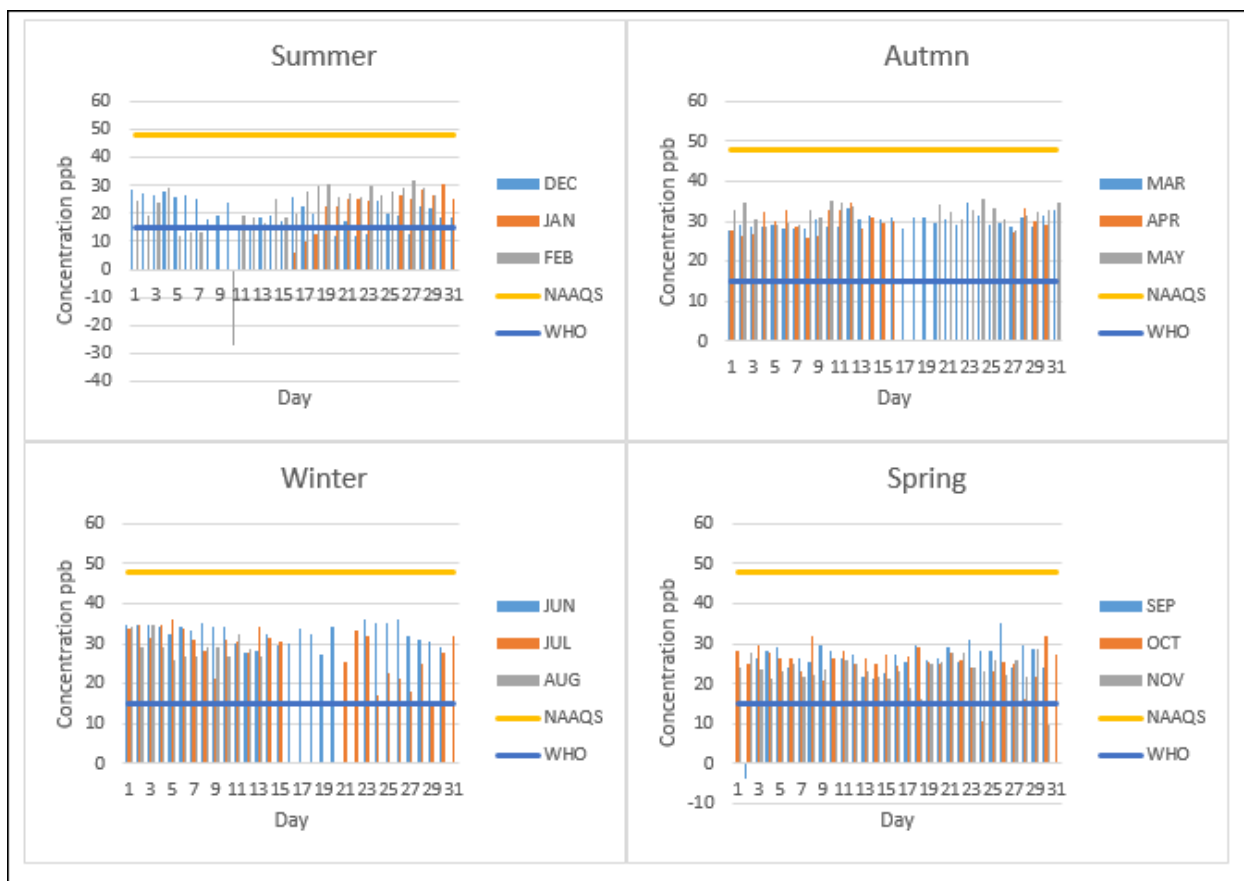 Summer
60
50
40
30
20
10
0
-10
-20
-30
-40
1 3 5 7 9 11 13 15 17 19 21 23 25 27 29 31
Concentration ppb
Day
DEC
JAN
FEB
NAAQS
WHO
Autmn
60
50
40
30
20
10
0
1 3 5 7 9 11 13 15 17 19 21 23 25 27 29 31
Concentration ppb
Day
MAR
APR
MAY
NAAQS
WHO
Winter
60
50
40
30
20
10
0
1 3 5 7 9 11 13 15 17 19 21 23 25 27 29 31
Concentration ppb
Day
JUN
JUL
AUG
NAAQS
WHO
Spring
60
50
40
30
20
10
0
-10
1 3 5 7 9 11 13 15 17 19 21 23 25 27 29 31
Concentration ppb
Day
SEP
OCT
NOV
NAAQS
WHO